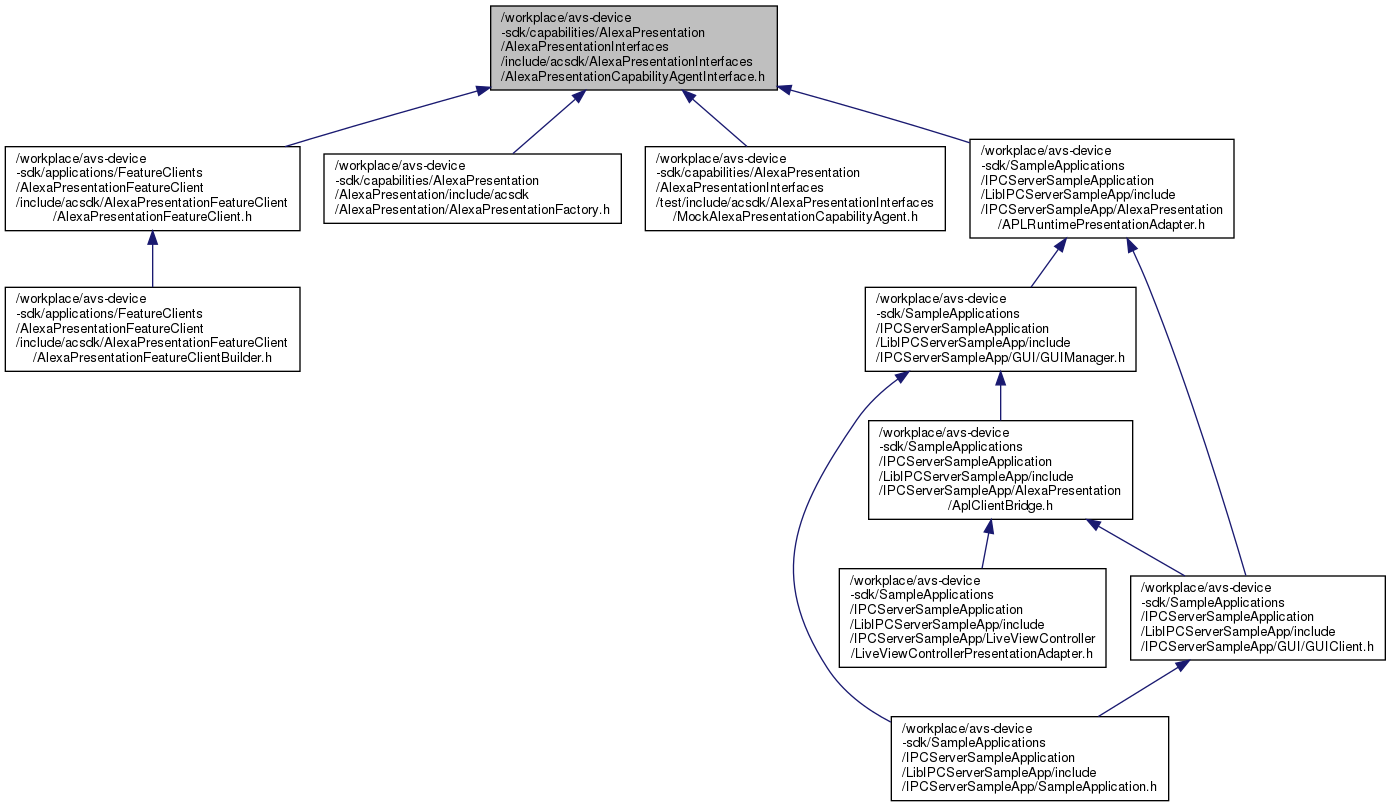 /workplace/avs-device
-sdk/capabilities/AlexaPresentation
/AlexaPresentationInterfaces
/include/acsdk/AlexaPresentationInterfaces
/AlexaPresentationCapabilityAgentInterface.h
/workplace/avs-device
-sdk/applications/FeatureClients
/AlexaPresentationFeatureClient
/include/acsdk/AlexaPresentationFeatureClient
/AlexaPresentationFeatureClient.h
/workplace/avs-device
-sdk/capabilities/AlexaPresentation
/AlexaPresentation/include/acsdk
/AlexaPresentation/AlexaPresentationFactory.h
/workplace/avs-device
-sdk/capabilities/AlexaPresentation
/AlexaPresentationInterfaces
/test/include/acsdk/AlexaPresentationInterfaces
/MockAlexaPresentationCapabilityAgent.h
/workplace/avs-device
-sdk/SampleApplications
/IPCServerSampleApplication
/LibIPCServerSampleApp/include
/IPCServerSampleApp/AlexaPresentation
/APLRuntimePresentationAdapter.h
/workplace/avs-device
-sdk/applications/FeatureClients
/AlexaPresentationFeatureClient
/include/acsdk/AlexaPresentationFeatureClient
/AlexaPresentationFeatureClientBuilder.h
/workplace/avs-device
-sdk/SampleApplications
/IPCServerSampleApplication
/LibIPCServerSampleApp/include
/IPCServerSampleApp/GUI/GUIManager.h
/workplace/avs-device
-sdk/SampleApplications
/IPCServerSampleApplication
/LibIPCServerSampleApp/include
/IPCServerSampleApp/AlexaPresentation
/AplClientBridge.h
/workplace/avs-device
-sdk/SampleApplications
/IPCServerSampleApplication
/LibIPCServerSampleApp/include
/IPCServerSampleApp/LiveViewController
/LiveViewControllerPresentationAdapter.h
/workplace/avs-device
-sdk/SampleApplications
/IPCServerSampleApplication
/LibIPCServerSampleApp/include
/IPCServerSampleApp/GUI/GUIClient.h
/workplace/avs-device
-sdk/SampleApplications
/IPCServerSampleApplication
/LibIPCServerSampleApp/include
/IPCServerSampleApp/SampleApplication.h